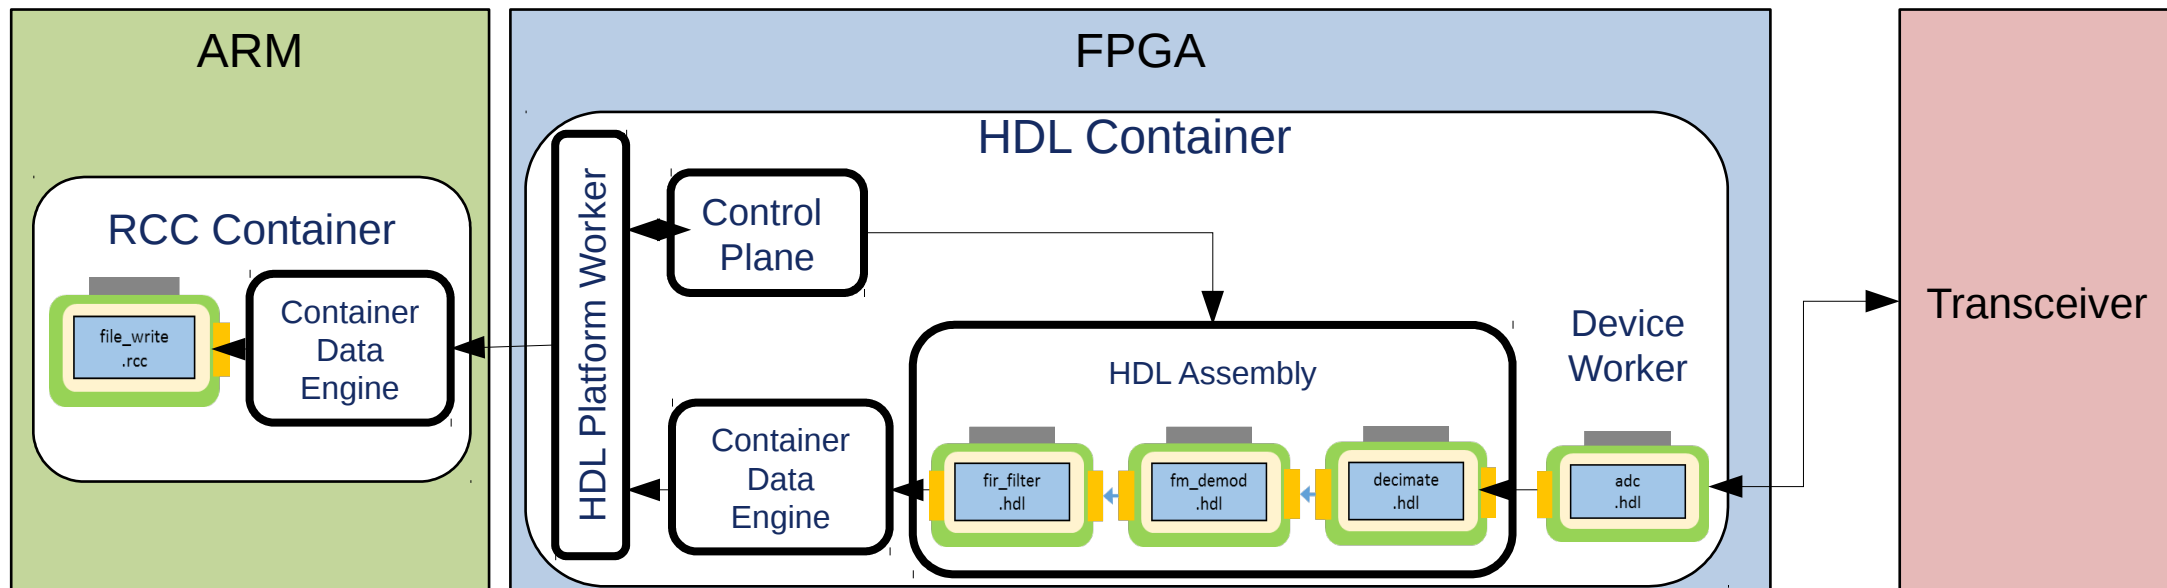 ARM
FPGA
HDL Container
RCC Container
file_write
.rcc
Container
Data
Engine
HDL Platform Worker
Control
Plane
Container
Data
Engine
HDL Assembly
fir_filter
.hdl
fm_demod
.hdl
decimate
.hdl
Device
Worker
adc
.hdl
Transceiver